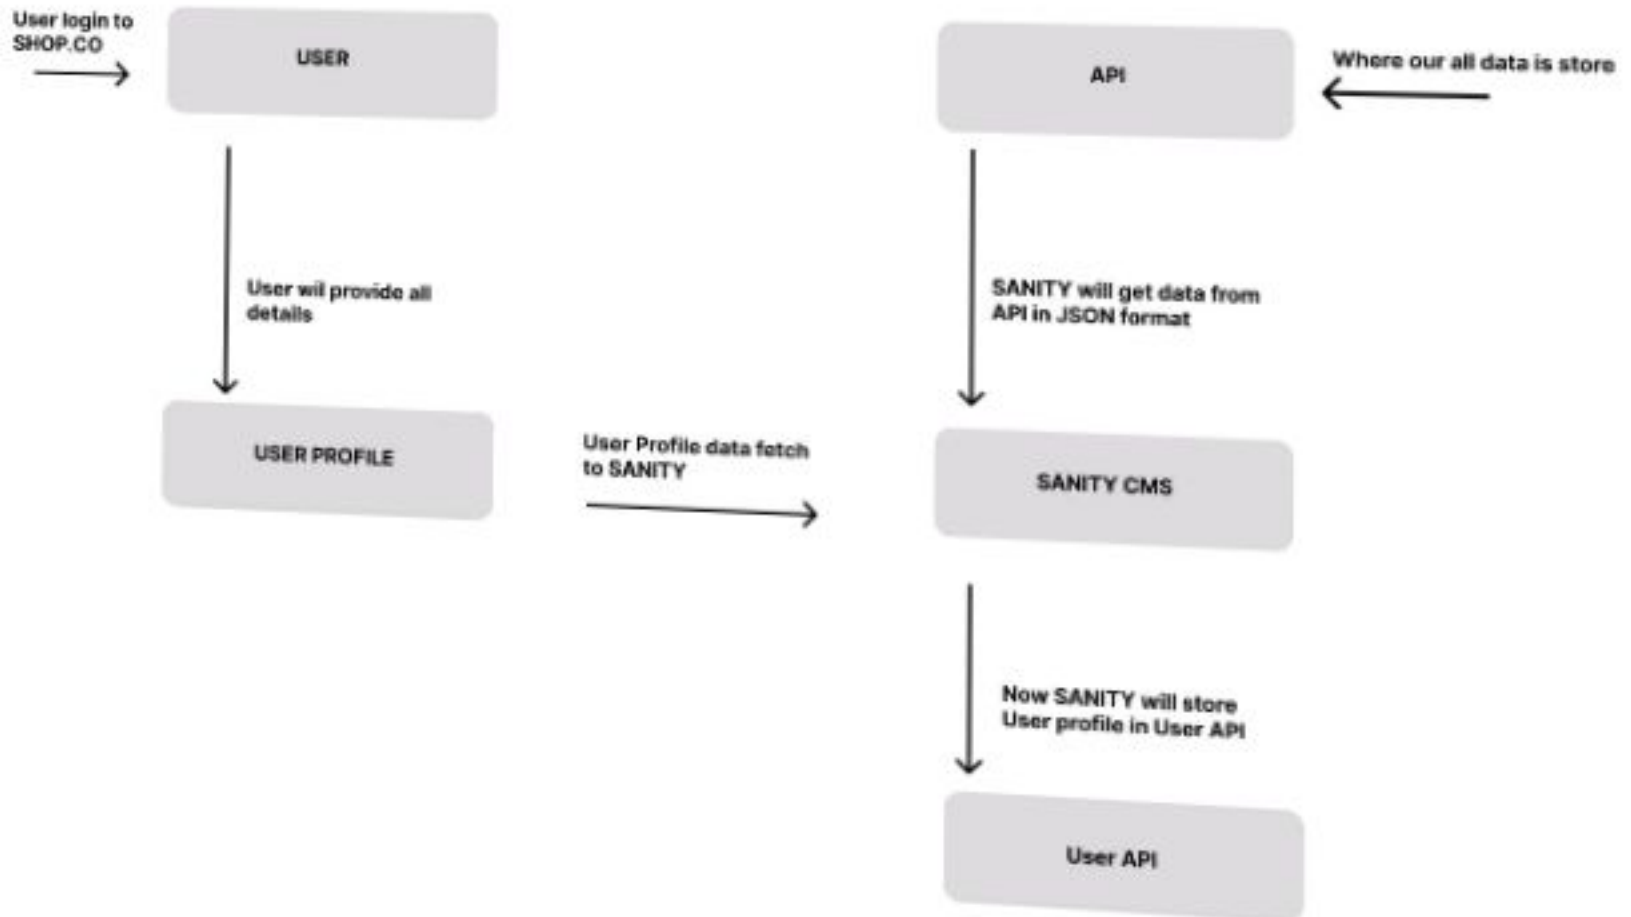 User login to
SHOP.CO
USER
API
Where our all data is store
User wil provide all
details
SANITY will get data from
API in JSON format
USER PROFILE
User Profile data fetch
to SANITY
SANITY CMS
Now SANITY will store
User profile in User API
User API